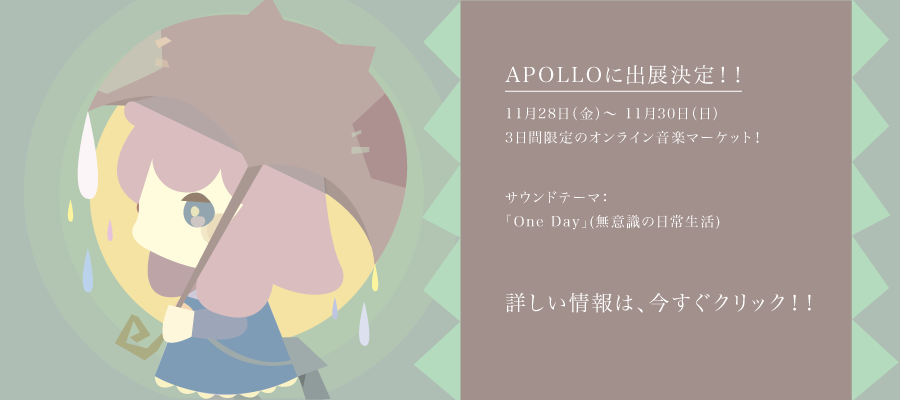 APOLLOに出展決定！！
11月28日(金)～ 11月30日(日)
3日間限定のオンライン音楽マーケット！
サウンドテーマ：
「One Day」(無意識の日常生活)
詳しい情報は、今すぐクリック！！